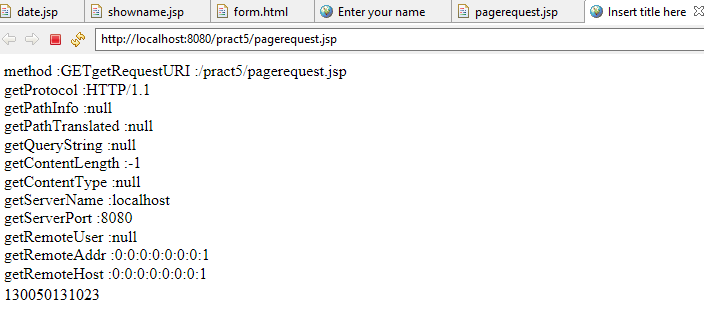 date.jsp showname.jsp form.html Enter your name pagerequest.jsp Insert title here
http://localhost:8080/pract5/pagerequest.jsp
method :GETgetRequestURI :/pract5/pagerequest.jsp
getProtocol :HTTP/1.1
getPathInfo :null
getPathTranslated :null
getQueryString :null
getContentLength :-1
getContentType :null
getServerName :localhost
getServerPort :8080
getRemoteUser :null
getRemoteAddr :0:0:0:0:0:0:0:1
getRemoteHost :0:0:0:0:0:0:0:1
130050131023